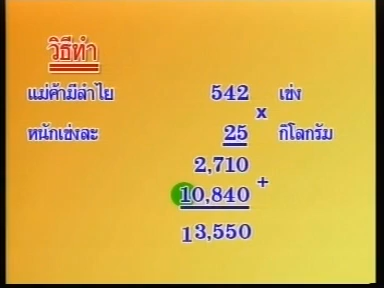 วิธีทำ
แม่ค้ามีลำไย 542 เข่ง
x
หนักเข่งละ 25 กิโลกรัม
2,710
+
10,840
13,550